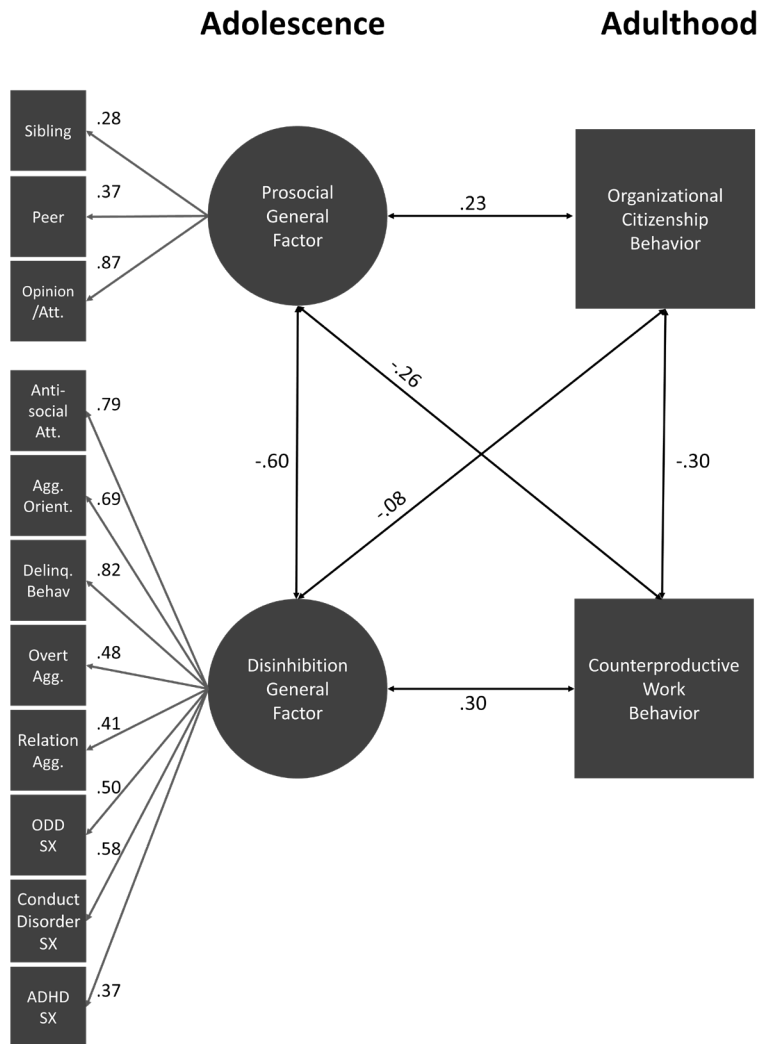 Adolescence
Adulthood
Sibling
.28
Peer
.37
Opinion
/Att.
.87
Prosocial
General
Factor
.23
Organizational
Citizenship
Behavior
-.26
-.60
-.08
-.30
Anti-
social
Att.
.79
Agg.
Orient.
.69
Delinq.
Behav
.82
Overt
Agg.
.48
Relation
Agg.
.41
ODD
SX
.50
Conduct
Disorder
SX
.58
ADHD
SX
.37
Disinhibition
General
Factor
.30
Counterproductive
Work
Behavior